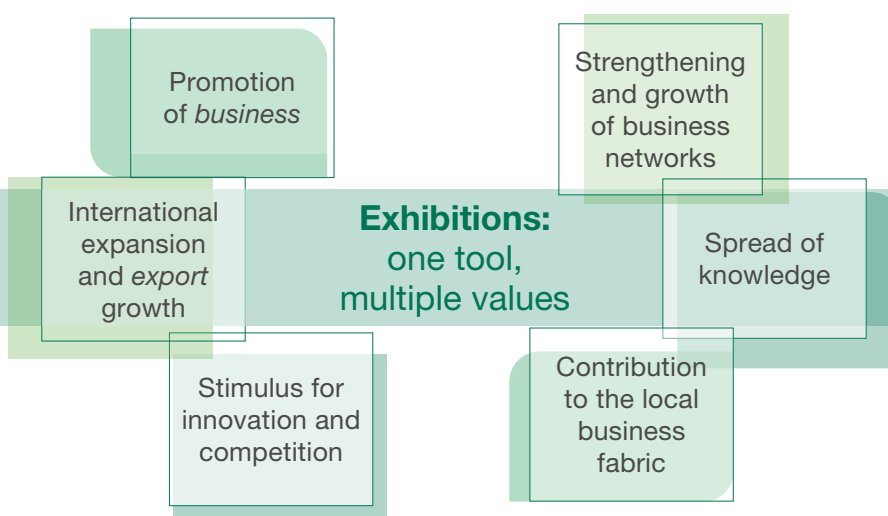 Promotion
of business
Strengthening
and growth
of business
networks
International
expansion
and export
growth
Exhibitions:
one tool,
multiple values
Spread of
knowledge
Stimulus for
innovation and
competition
Contribution
to the local
business
fabric